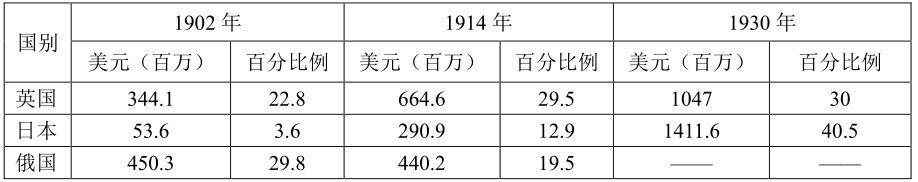 国别 1902 年 1914 年 1930 年
美元（百万） 百分比例 美元（百万） 百分比例 美元（百万） 百分比例
英国 344.1 22.8 664.6 29.5 1047 30
日本 53.6 3.6 290.9 12.9 1411.6 40.5
俄国 450.3 29.8 440.2 19.5 —— ——